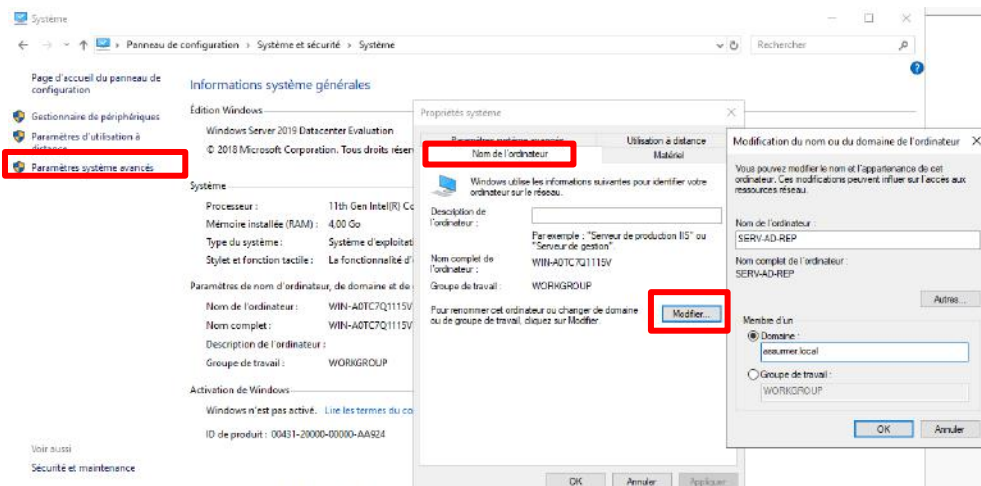 Système
Panneau de configuration > Système et sécurité > Système
Rechercher
Page d'accueil du panneau de
configuration
Gestionnaire de périphériques
Paramètres d'utilisation à
distance
Paramètres système avancés
Voir aussi
Sécurité et maintenance
Informations système générales
Édition Windows
Windows Server 2019 Datacenter Evaluation
© 2018 Microsoft Corporation. Tous droits réser
Système
Processeur : 11th Gen Intel(R) Co
Mémoire installée (RAM) : 4,00 Go
Type du système : Système d'exploitat
Stylet et fonction tactile : La fonctionnalité d'
Paramètres de nom d'ordinateur, de domaine et de
Nom de l'ordinateur : WIN-A0TC7Q1115V
Nom complet : WIN-A0TC7Q1115V
Description de l'ordinateur :
Groupe de travail : WORKGROUP
Activation de Windows
Windows n'est pas activé. Lire les termes du co
ID de produit : 00431-20000-00000-AA924
Propriétés système
Paramètres système avancés
Utilisation à distance
Nom de l'ordinateur
Matériel
Windows utilise les informations suivantes pour identifier votre
ordinateur sur le réseau.
Description de
l'ordinateur :
Par exemple : "Serveur de production IIS" ou
"Serveur de gestion"
Nom complet de
l'ordinateur :
WIN-A0TC7Q1115V
Groupe de travail : WORKGROUP
Pour renommer cet ordinateur ou changer de domaine
ou de groupe de travail, cliquez sur Modifier.
Modifier...
OK Annuler Appliquer
Modification du nom ou du domaine de l'ordinateur
Vous pouvez modifier le nom et l'appartenance de cet
ordinateur. Ces modifications peuvent influer sur l'accès aux
ressources réseau.
Nom de l'ordinateur :
SERV-AD-REP
Nom complet de l'ordinateur :
SERV-AD-REP
Autres...
Membre d'un
Domaine :
assurmer.local
Groupe de travail :
WORKGROUP
OK Annuler